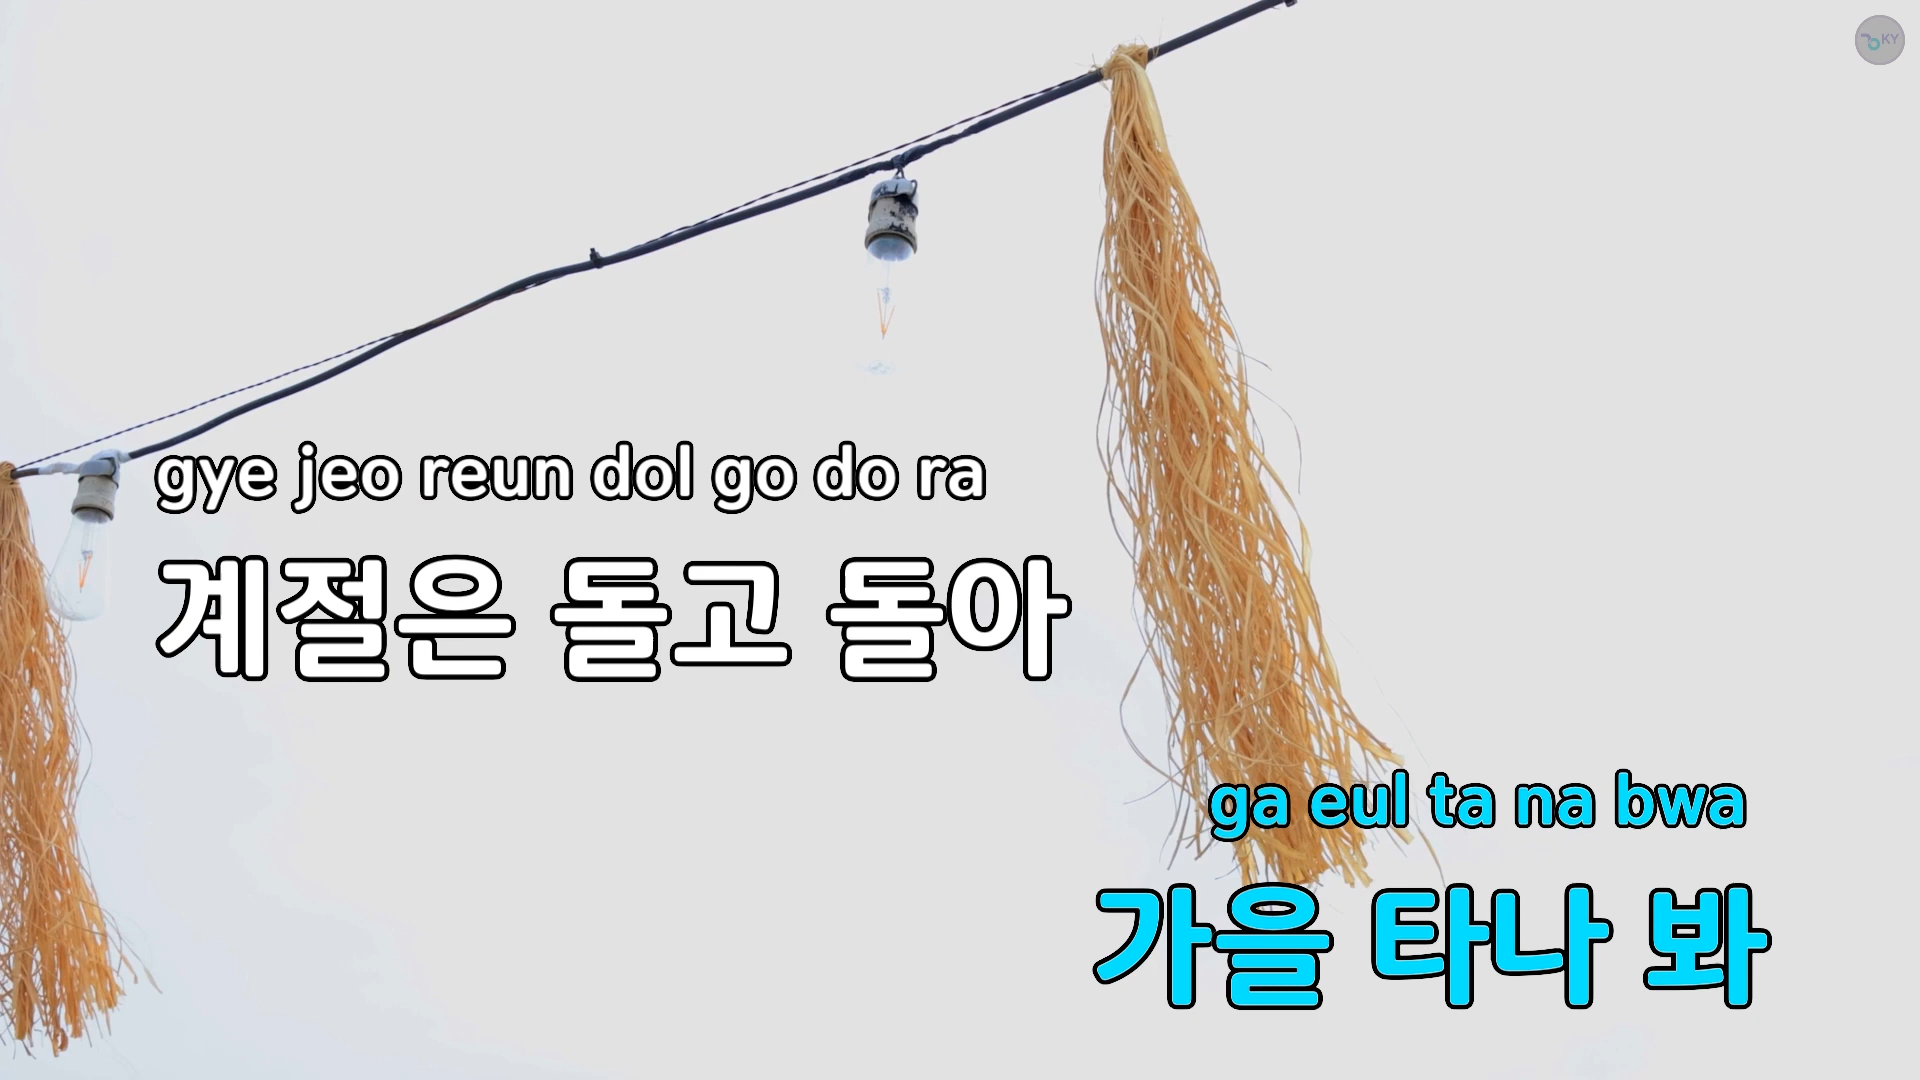 KY
gye jeo reun dol go do ra
계절은 돌고 돌아
ga eul ta na bwa
가을 타나 봐